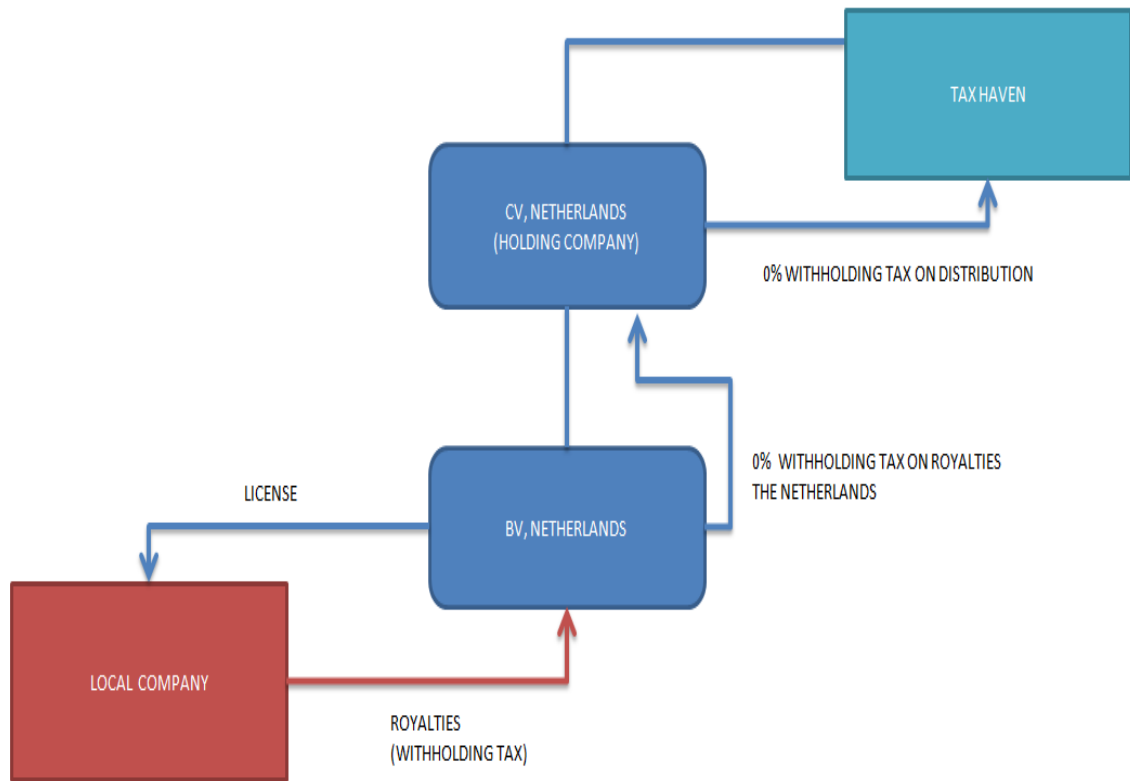 TAX HAVEN
CV, NETHERLANDS
(HOLDING COMPANY)
0% WITHHOLDING TAX ON DISTRIBUTION
0% WITHHOLDING TAX ON ROYALTIES
THE NETHERLANDS
LICENSE
BV, NETHERLANDS
LOCAL COMPANY
ROYALTIES
(WITHHOLDING TAX)